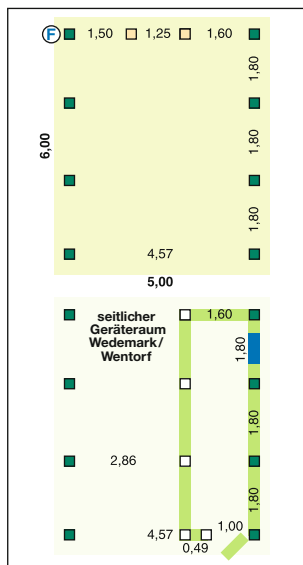 F 1,50 1,25 1,60
1,80
1,80
6,00
1,80
4,57
5,00
seitlicher
Geräteraum
Wedemark/
Wentorf
1,60
1,80
1,80
2,86
1,80
4,57 1,00
0,49